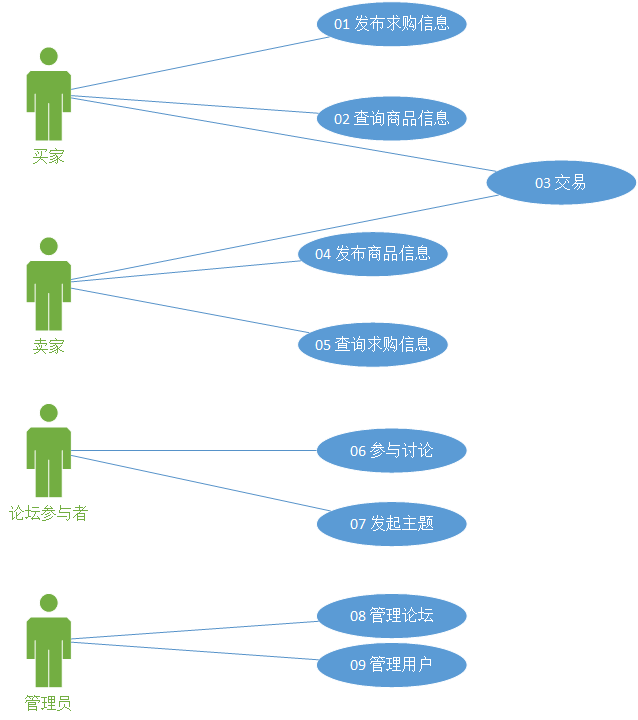 01 发布求购信息
02 查询商品信息
买家
03 交易
04 发布商品信息
05 查询求购信息
卖家
06 参与讨论
论坛参与者
07 发起主题
08 管理论坛
09 管理用户
管理员